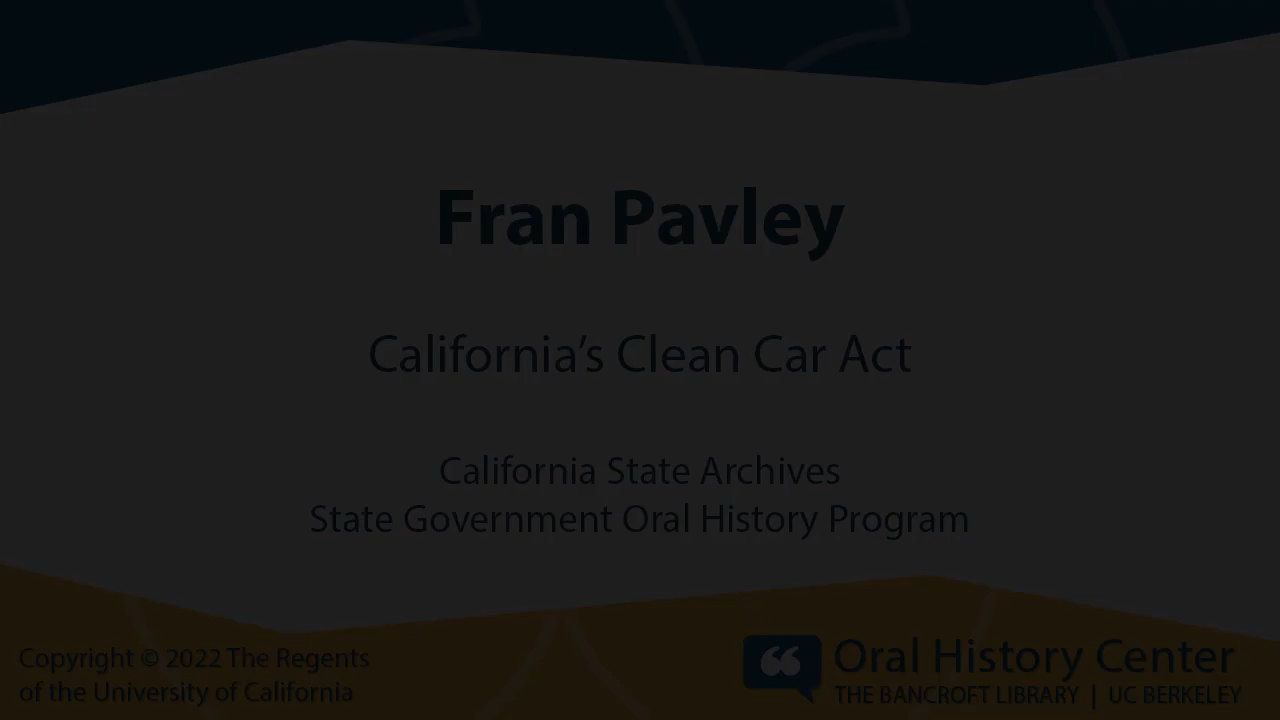 Fran Pavley
California’s Clean Car Act
California State Archives
State Government Oral History Program
Copyright © 2022 The Regents
of the University of California
Oral History Center
THE BANCROFT LIBRARY | UC BERKELEY